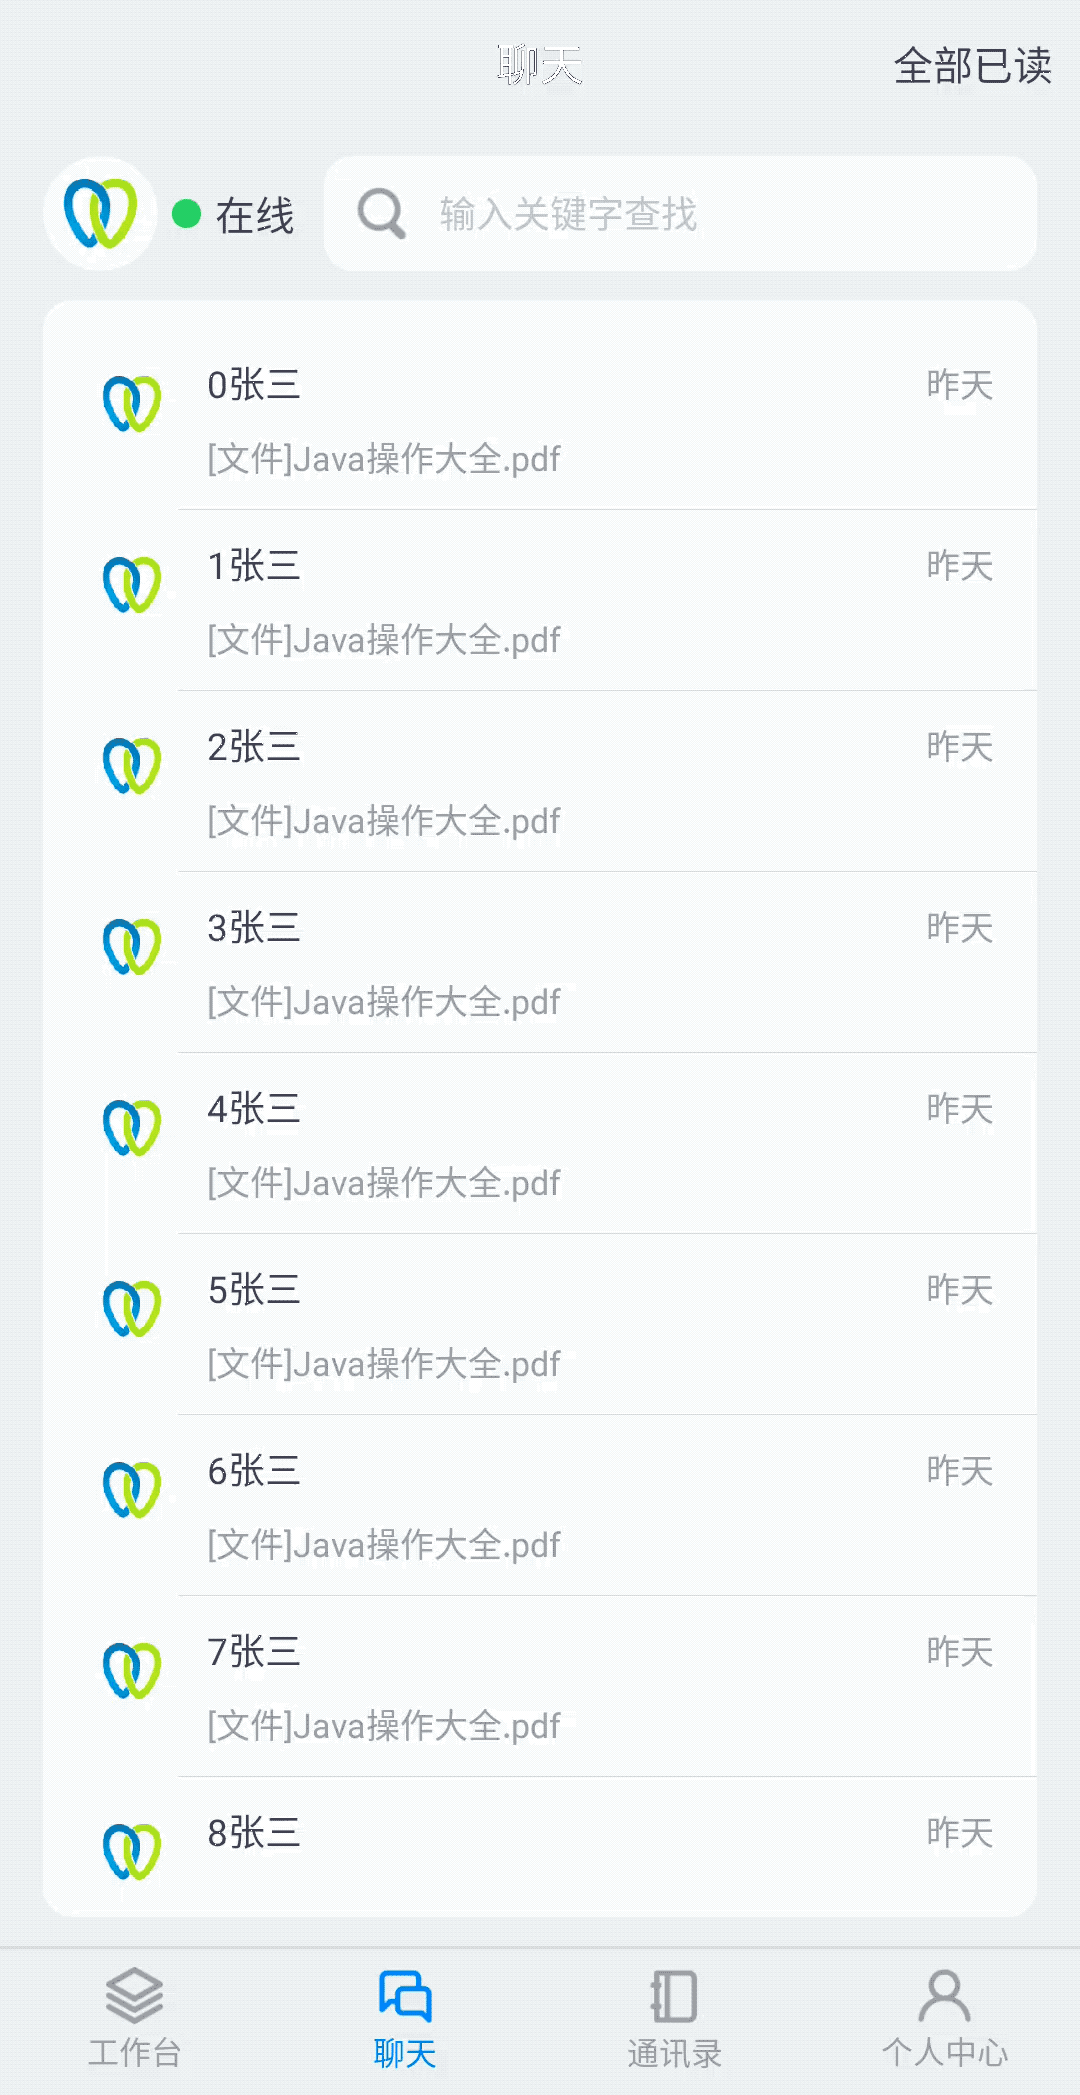 聊天
全部已读
在线
输入关键字查找
0张三
昨天
[文件]Java操作大全.pdf
1张三
昨天
[文件]Java操作大全.pdf
2张三
昨天
[文件]Java操作大全.pdf
3张三
昨天
[文件]Java操作大全.pdf
4张三
昨天
[文件]Java操作大全.pdf
5张三
昨天
[文件]Java操作大全.pdf
6张三
昨天
[文件]Java操作大全.pdf
7张三
昨天
[文件]Java操作大全.pdf
8张三
昨天
工作台
聊天
通讯录
个人中心